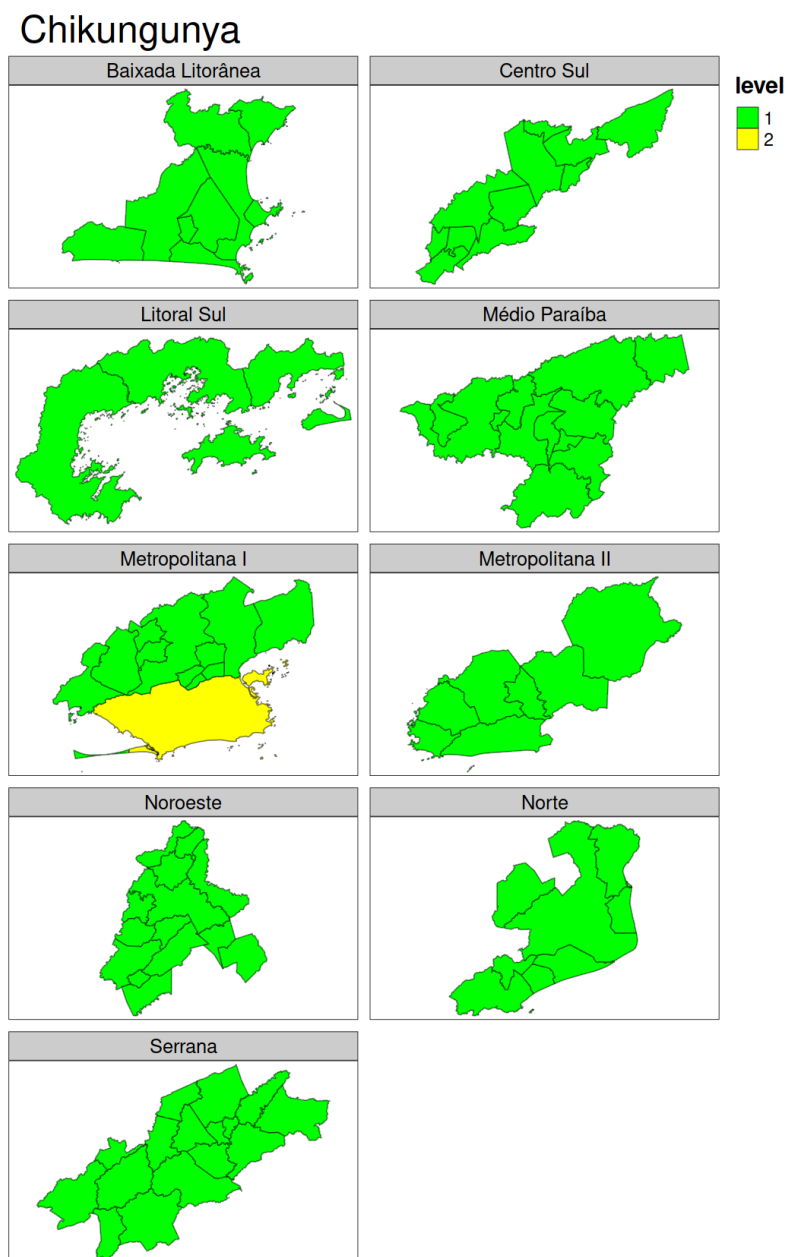 Chikungunya
Baixada Litorânea
Centro Sul
level
1
2
Litoral Sul
Médio Paraíba
Metropolitana I
Metropolitana II
Noroeste
Norte
Serrana